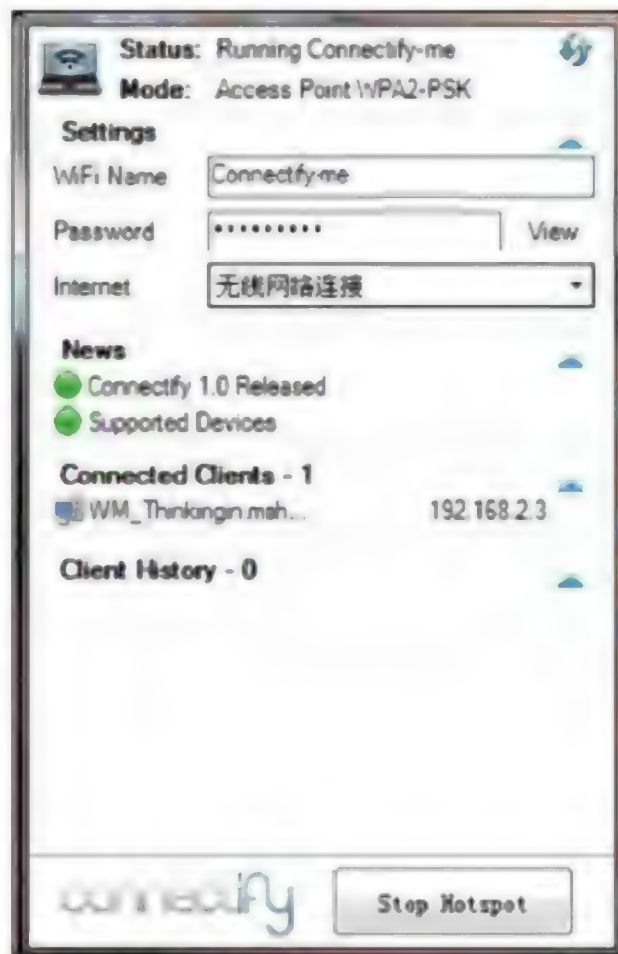 Status: Running Connectify-me
Mode: Access Point WPA2-PSK
Settings
WiFi Name Connectify-me
Password ••••••••• View
Internet 无线网络连接
News
Connectify 1.0 Released
Supported Devices
Connected Clients - 1
WM_Thinkingin.msh... 192.168.2.3
Client History - 0
connectify Stop Hotspot